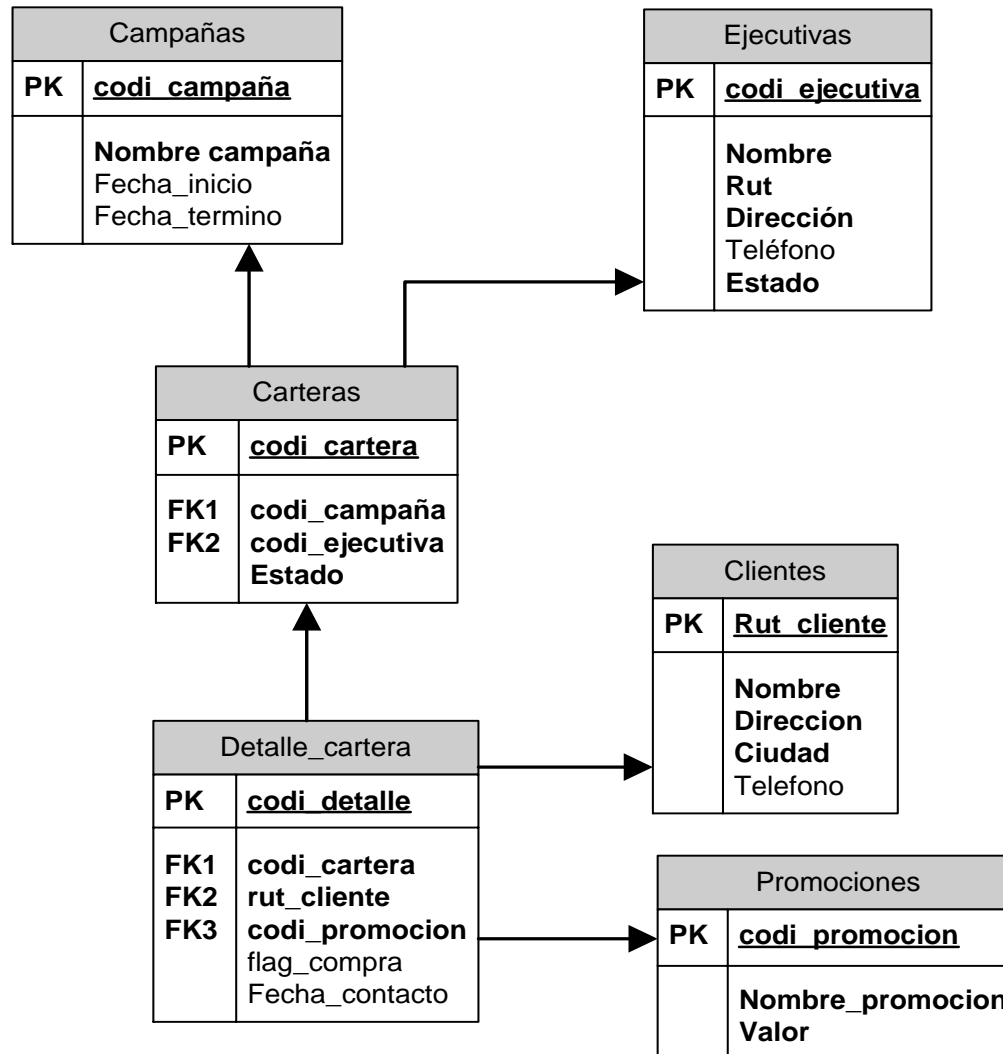 Campañas
PK codi_campaña
Nombre campaña
Fecha_inicio
Fecha_termino
Ejecutivas
PK codi_ejecutiva
Nombre
Rut
Dirección
Teléfono
Estado
Carteras
PK codi_cartera
FK1 codi_campaña
FK2 codi_ejecutiva
Estado
Clientes
PK Rut_cliente
Nombre
Direccion
Ciudad
Telefono
Detalle_cartera
PK codi_detalle
FK1 codi_cartera
FK2 rut_cliente
FK3 codi_promocion
flag_compra
Fecha_contacto
Promociones
PK codi_promocion
Nombre_promocion
Valor